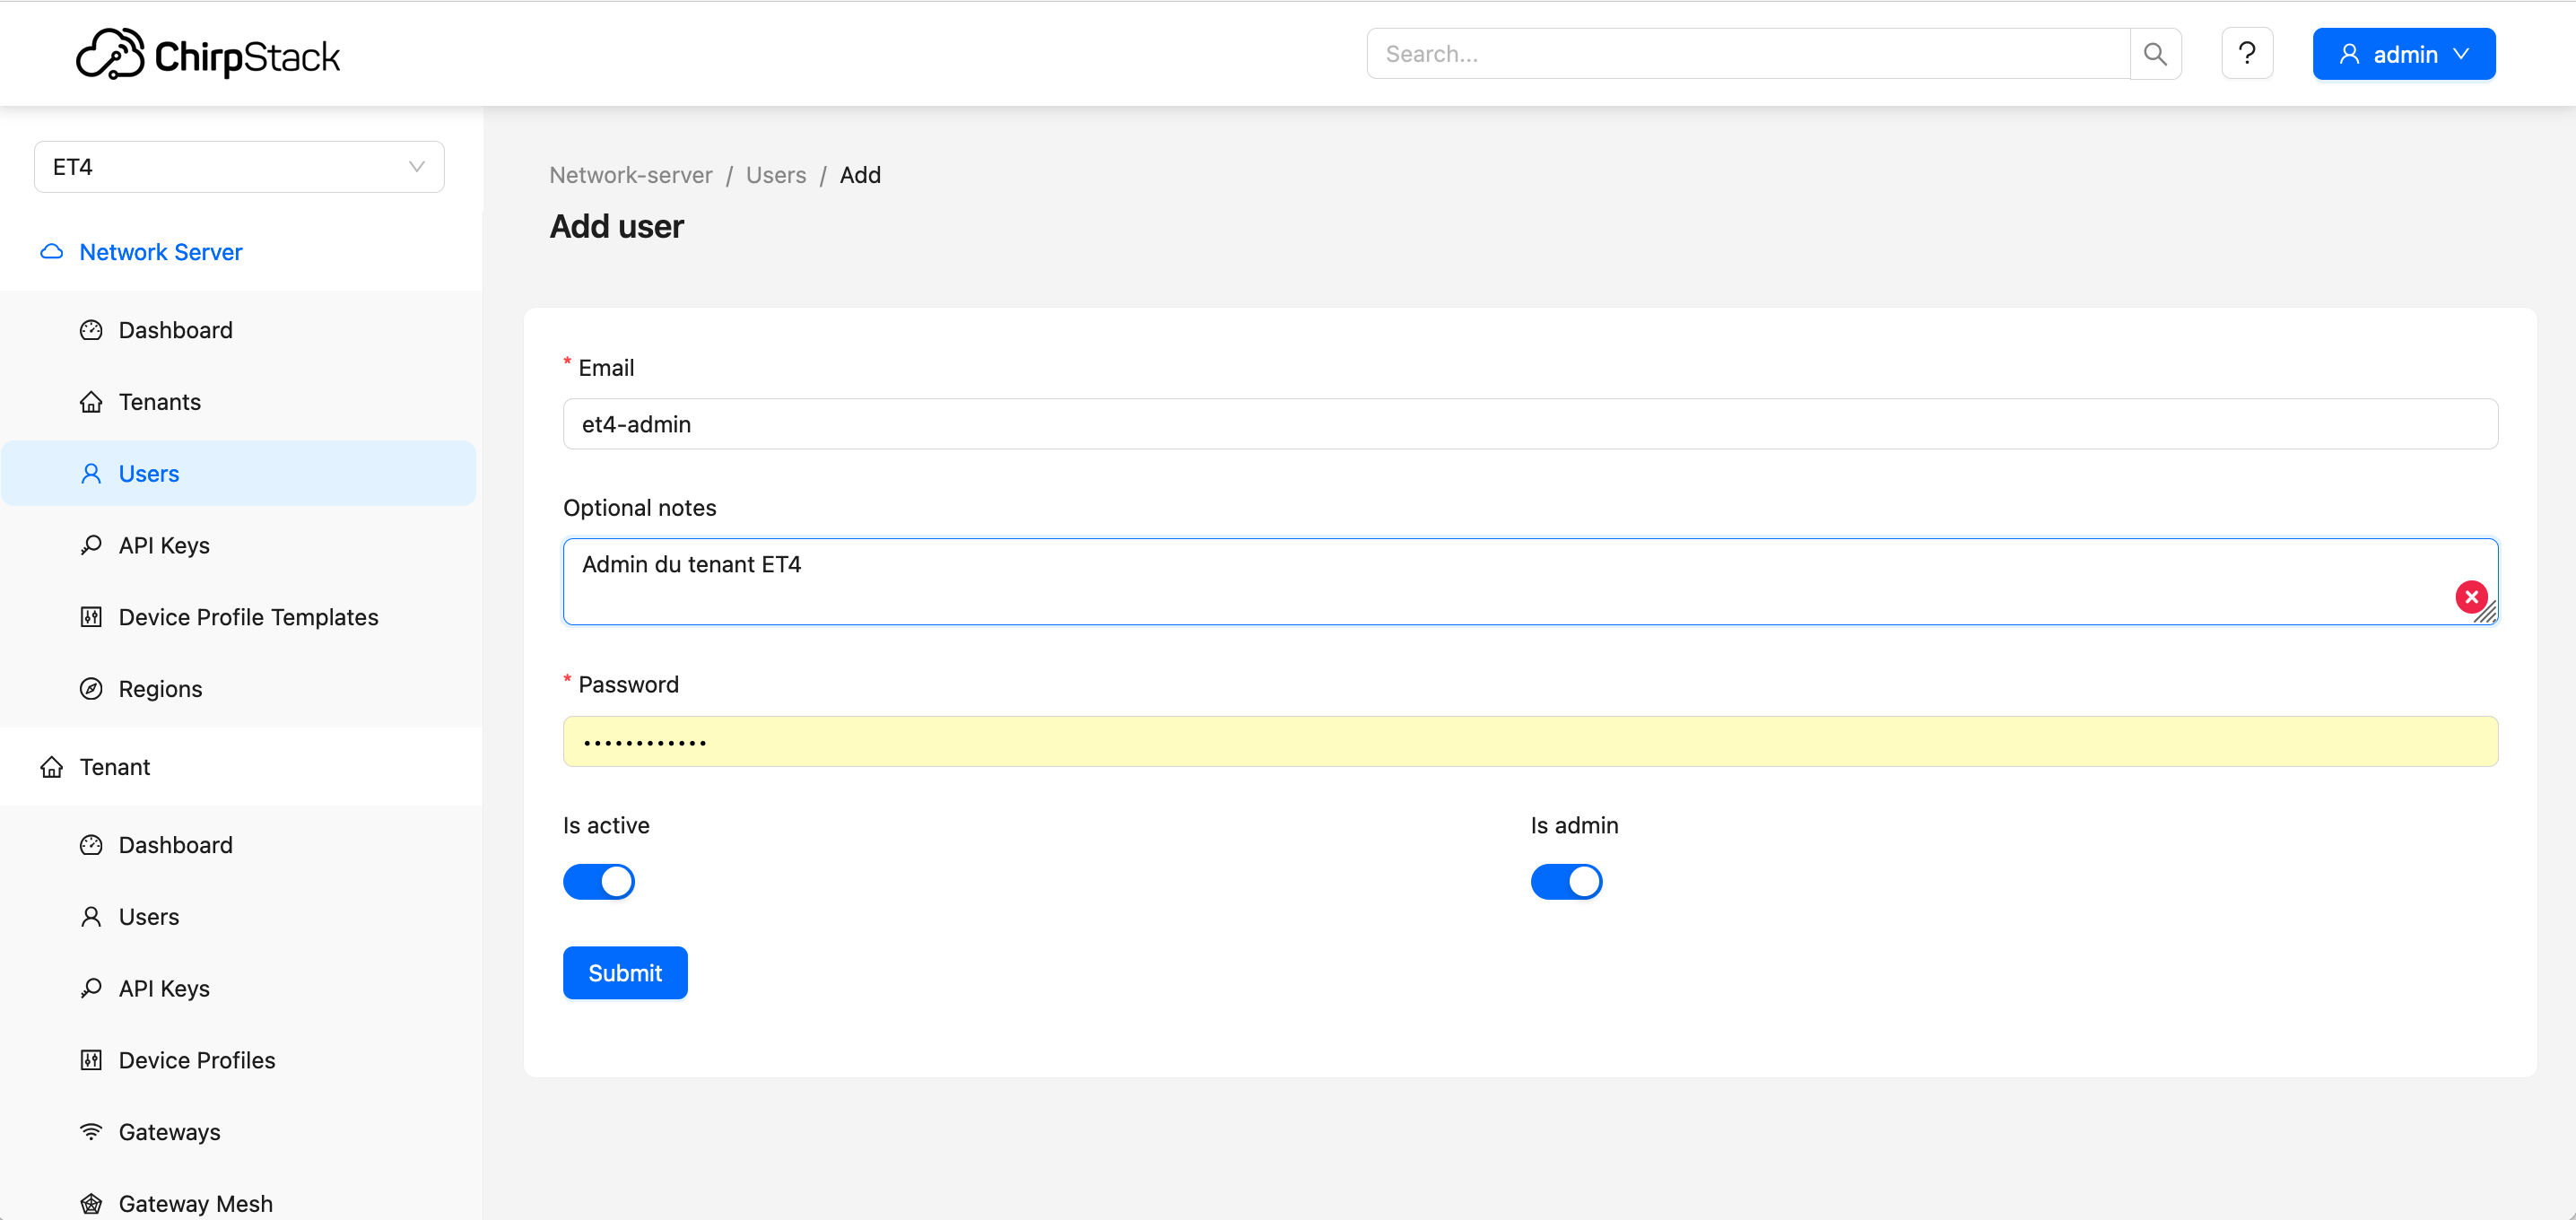 ChirpStack
Search...
?
admin
ET4
Network Server
Dashboard
Tenants
Users
API Keys
Device Profile Templates
Regions
Tenant
Dashboard
Users
API Keys
Device Profiles
Gateways
Gateway Mesh
Network-server / Users / Add
Add user
* Email
et4-admin
Optional notes
Admin du tenant ET4
* Password
••••••••••••
Is active
Is admin
Submit